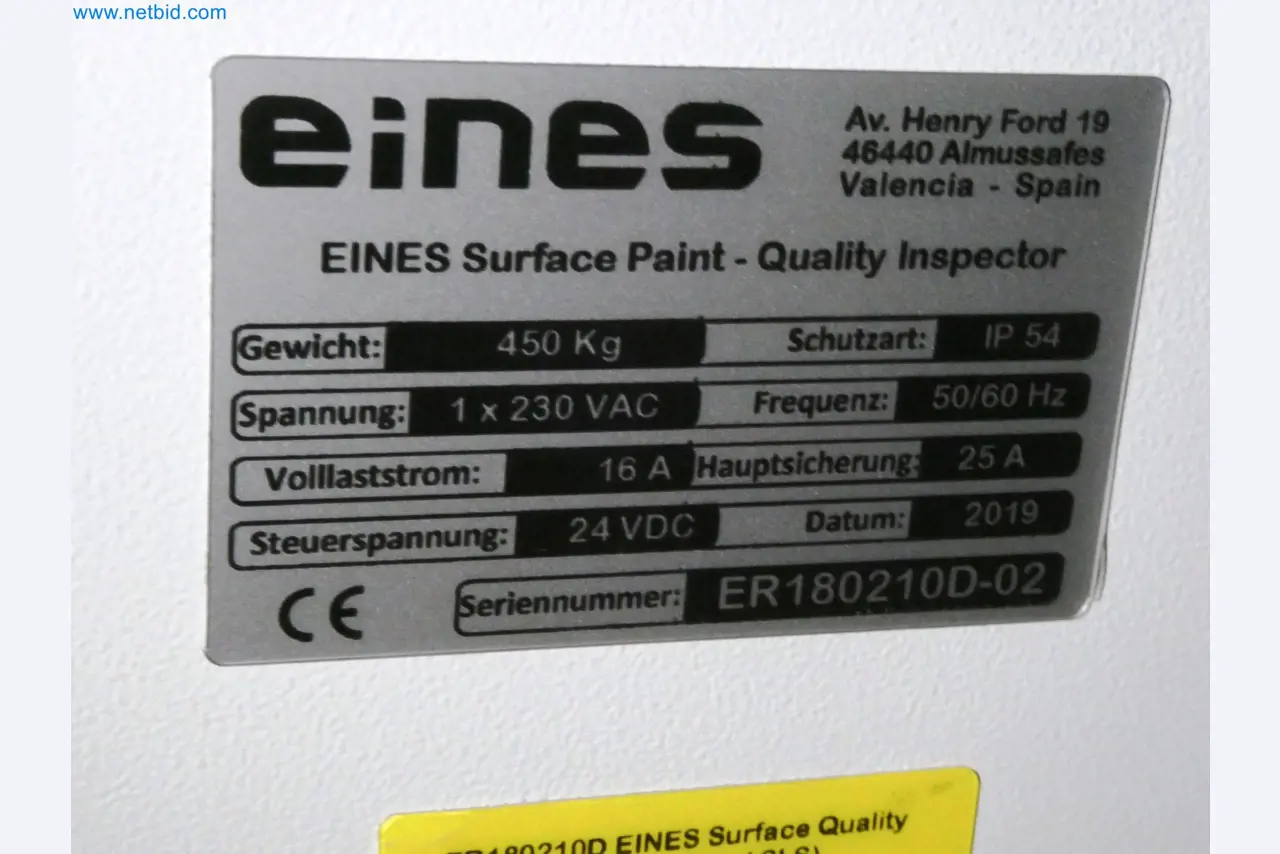 www.netbid.com
eines
Av. Henry Ford 19
46440 Almussafes
Valencia - Spain
EINES Surface Paint - Quality Inspector
Gewicht: 450 Kg Schutzart: IP 54
Spannung: 1 x 230 VAC Frequenz: 50/60 Hz
Volllaststrom: 16 A Hauptsicherung: 25 A
Steuerspannung: 24 VDC Datum: 2019
CE Seriennummer: ER180210D-02
ER180210D EINES Surface Quality